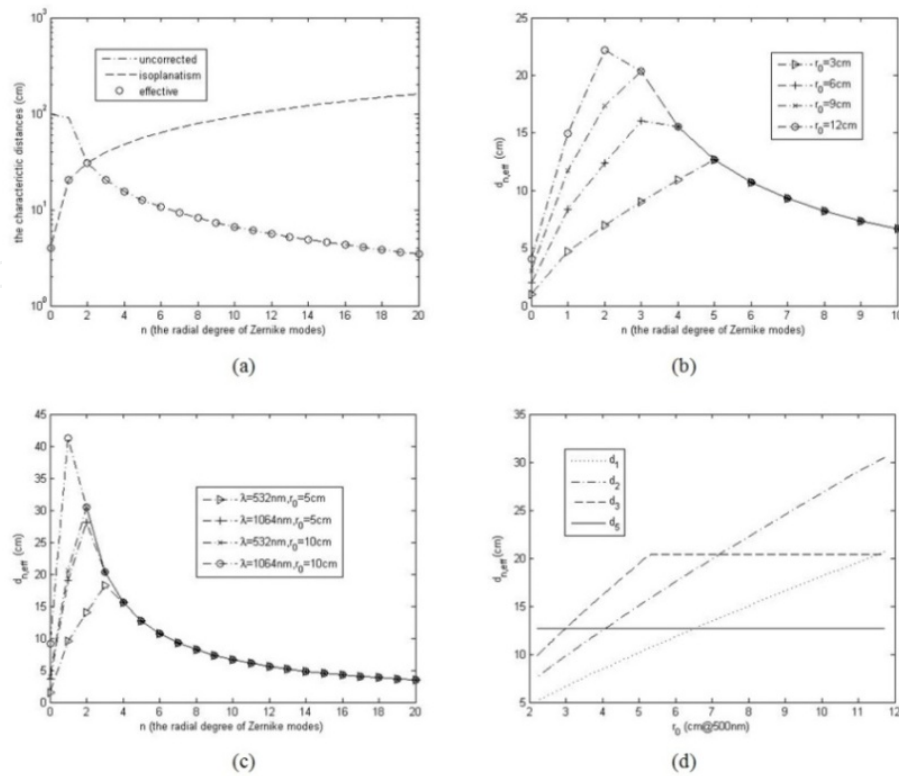 10³
10²
10¹
10⁰
the characterictic distances (cm)
uncorrected
isoplanatism
effective
0 2 4 6 8 10 12 14 16 18 20
n (the radial degree of Zernike modes)
(a)
25
20
15
10
5
0
d_{n,eff} (cm)
r₀=3cm
r₀=6cm
r₀=9cm
r₀=12cm
0 1 2 3 4 5 6 7 8 9 10
n (the radial degree of Zernike modes)
(b)
45
40
35
30
25
20
15
10
5
0
d_{n,eff} (cm)
λ=532nm,r₀=5cm
λ=1064nm,r₀=5cm
λ=532nm,r₀=10cm
λ=1064nm,r₀=10cm
0 2 4 6 8 10 12 14 16 18 20
n (the radial degree of Zernike modes)
(c)
35
30
25
20
15
10
5
d_{n,eff} (cm)
d₁
d₂
d₃
d₅
2 3 4 5 6 7 8 9 10 11 12
r₀ (cm@500nm)
(d)